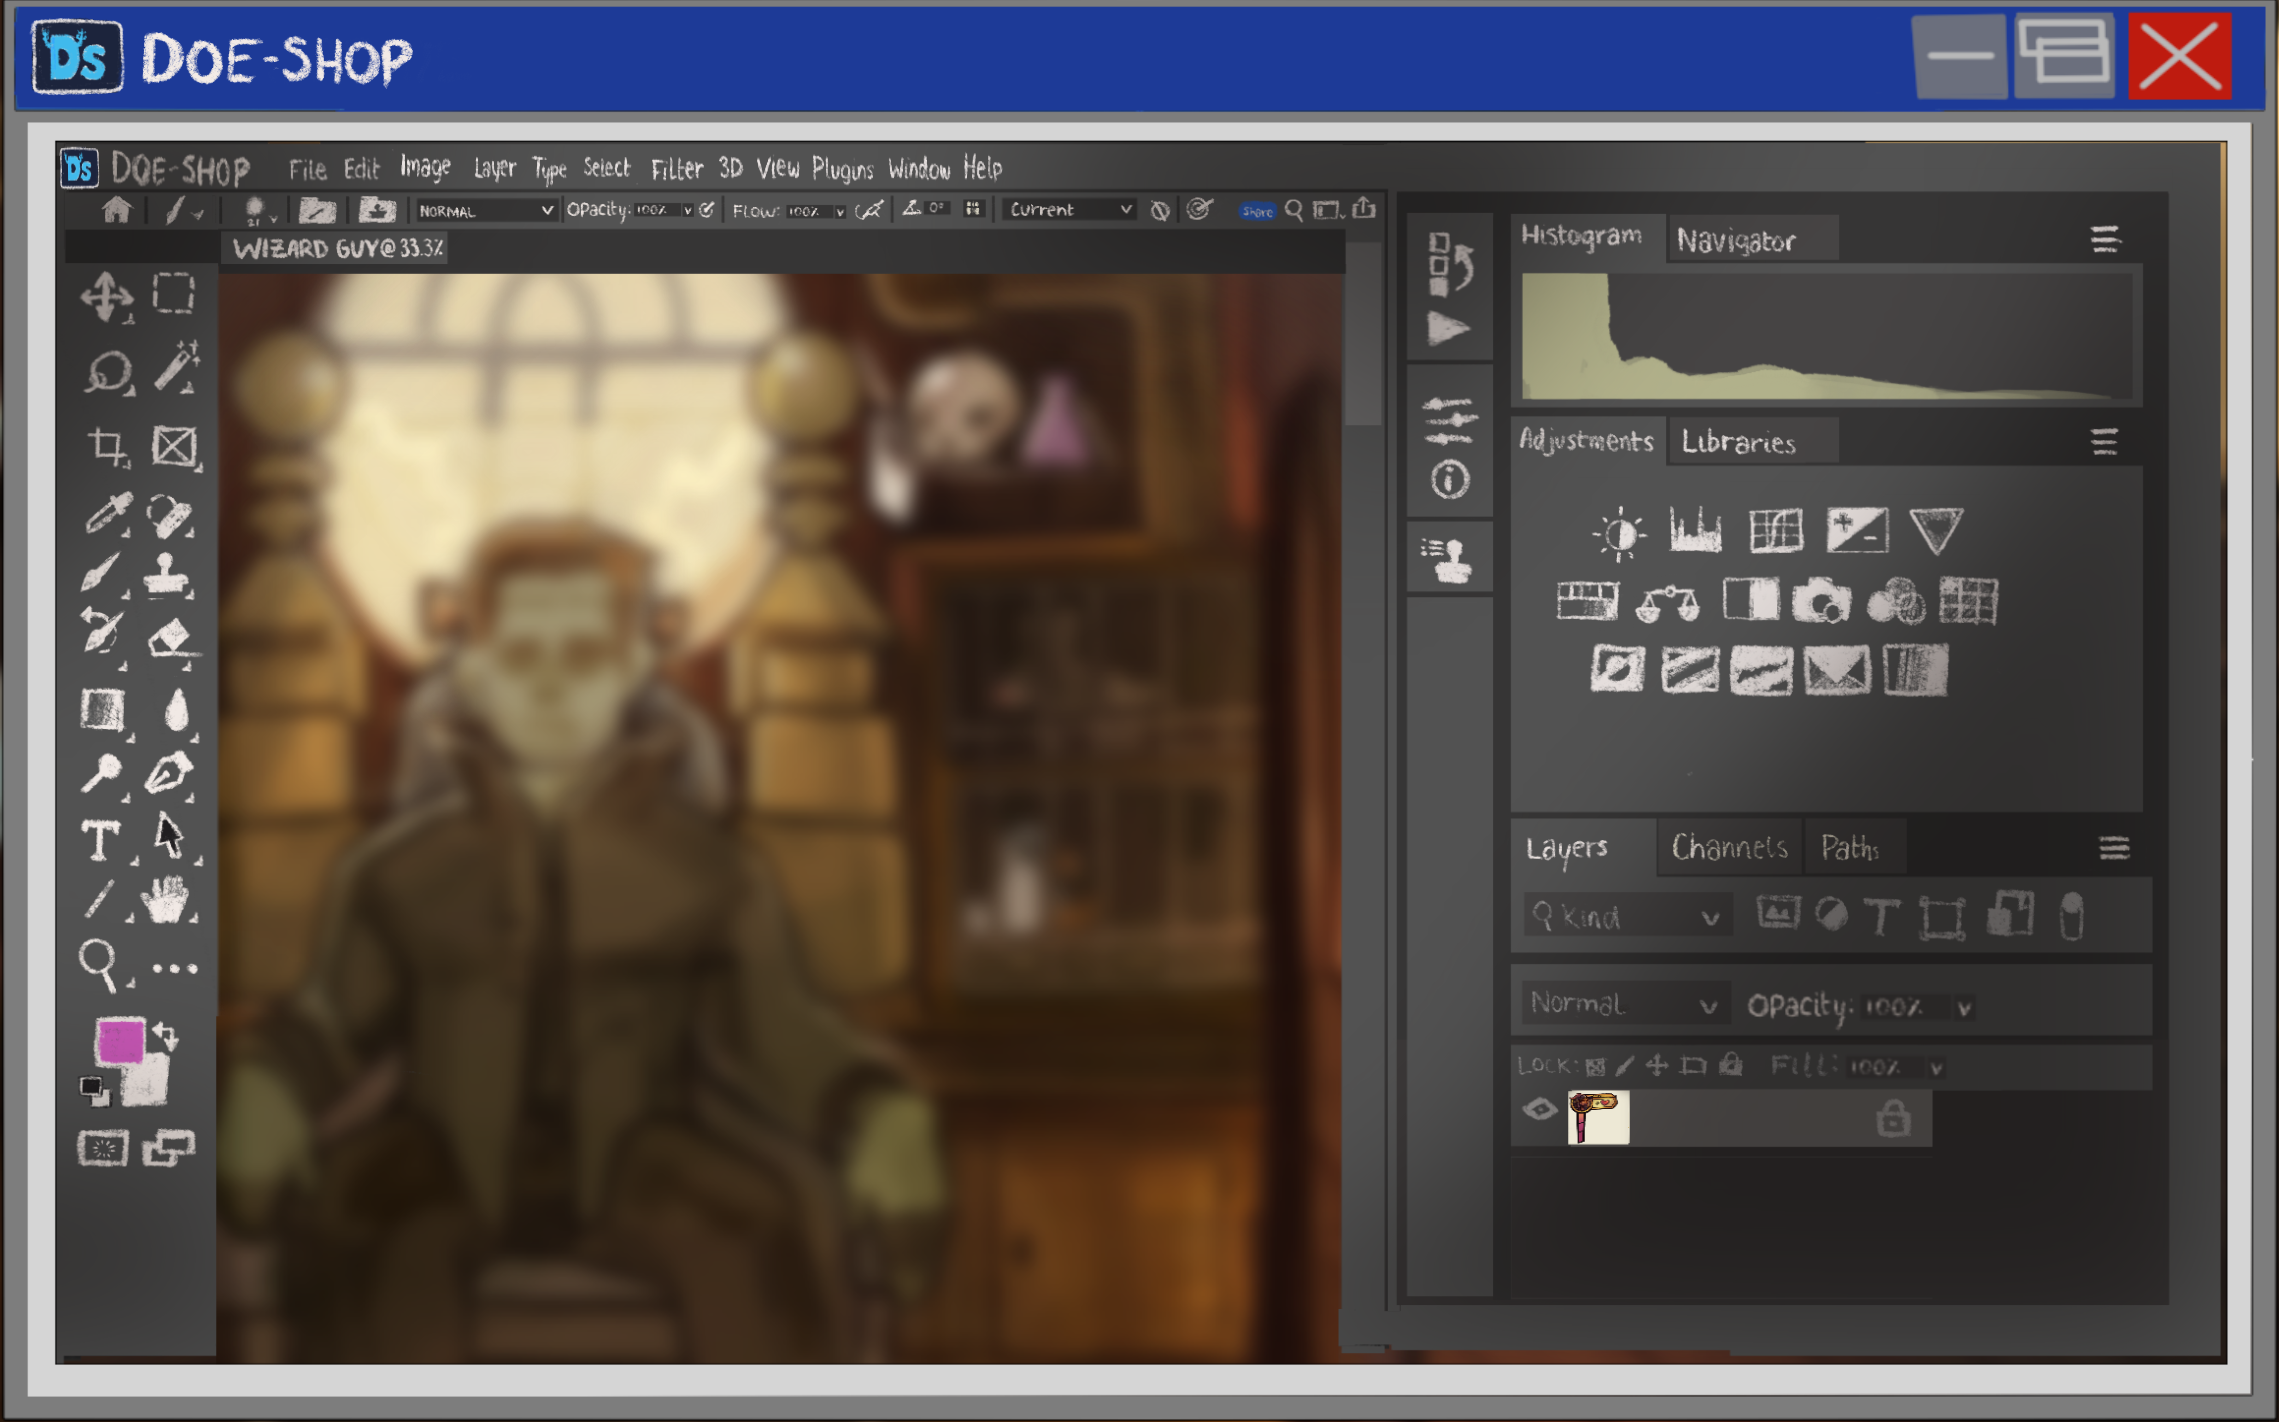 Ds DOE-SHOP
Ds DOE-SHOP File Edit Image Layer Type Select Filter 3D View Plugins Window Help
21 NORMAL OPacity: 100% FLOW: 100% 0° Current Share
WIZARD GUY@33.3%
Histogram Navigator
Adjustments Libraries
T
Layers Channels Paths
Kind T
Normal OPacity: 100%
LOCK: Fill: 100%